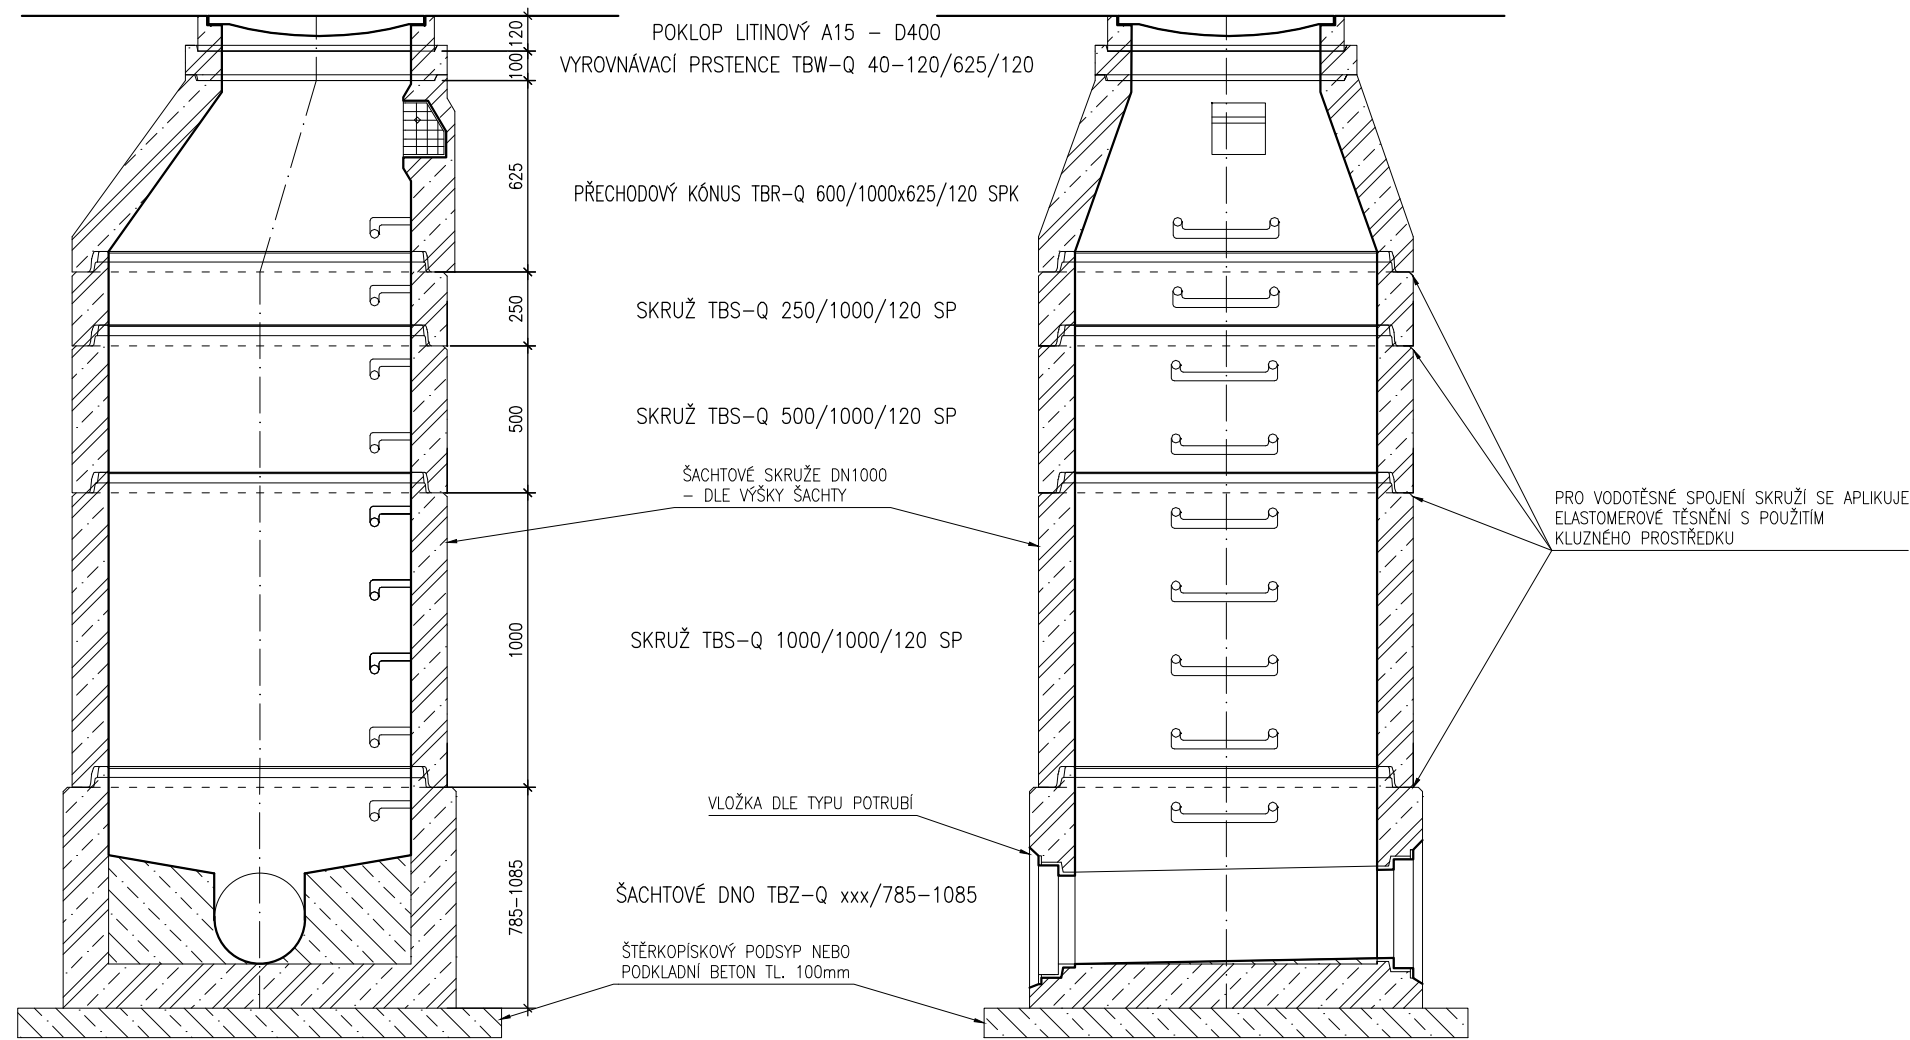 POKLOP LITINOVÝ A15 – D400
VYROVNÁVACÍ PRSTENCE TBW–Q 40–120/625/120
PŘECHODOVÝ KÓNUS TBR–Q 600/1000x625/120 SPK
SKRUŽ TBS–Q 250/1000/120 SP
SKRUŽ TBS–Q 500/1000/120 SP
ŠACHTOVÉ SKRUŽE DN1000
– DLE VÝŠKY ŠACHTY
SKRUŽ TBS–Q 1000/1000/120 SP
VLOŽKA DLE TYPU POTRUBÍ
ŠACHTOVÉ DNO TBZ–Q xxx/785–1085
ŠTĚRKOPÍSKOVÝ PODSYP NEBO
PODKLADNÍ BETON TL. 100mm
120
100
625
250
500
1000
785–1085
PRO VODOTĚSNÉ SPOJENÍ SKRUŽÍ SE APLIKUJE
ELASTOMEROVÉ TĚSNĚNÍ S POUŽITÍM
KLUZNÉHO PROSTŘEDKU